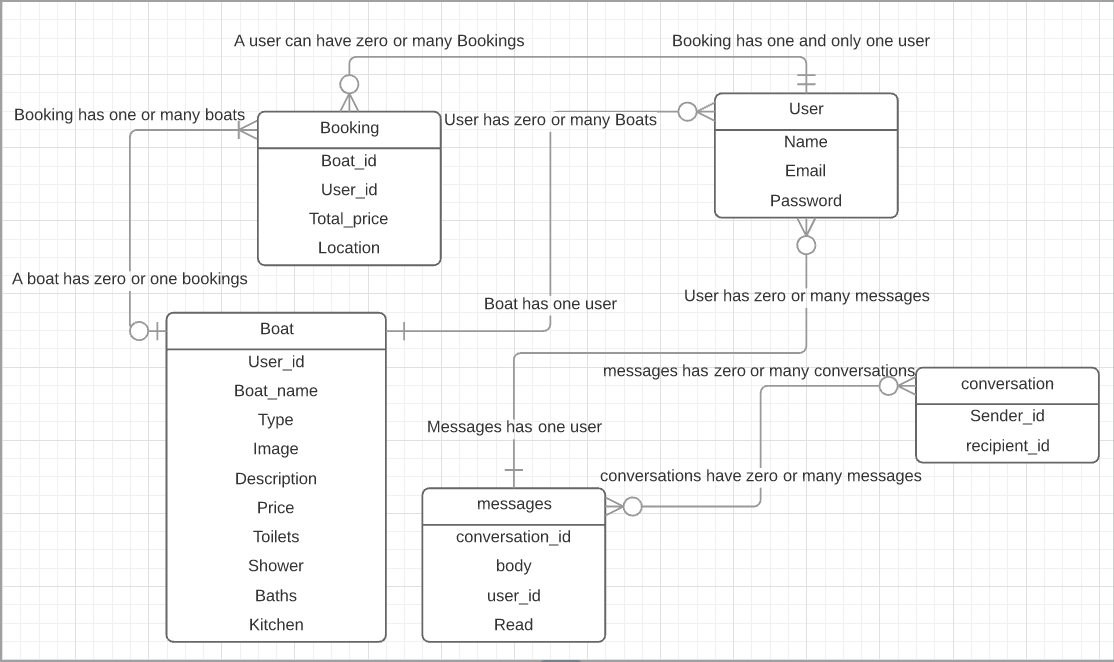 A user can have zero or many Bookings
Booking has one and only one user
Booking has one or many boats
User has zero or many Boats
Booking
Boat_id
User_id
Total_price
Location
User
Name
Email
Password
A boat has zero or one bookings
Boat has one user
User has zero or many messages
Boat
User_id
Boat_name
Type
Image
Description
Price
Toilets
Shower
Baths
Kitchen
messages has zero or many conversations
conversation
Sender_id
recipient_id
Messages has one user
conversations have zero or many messages
messages
conversation_id
body
user_id
Read